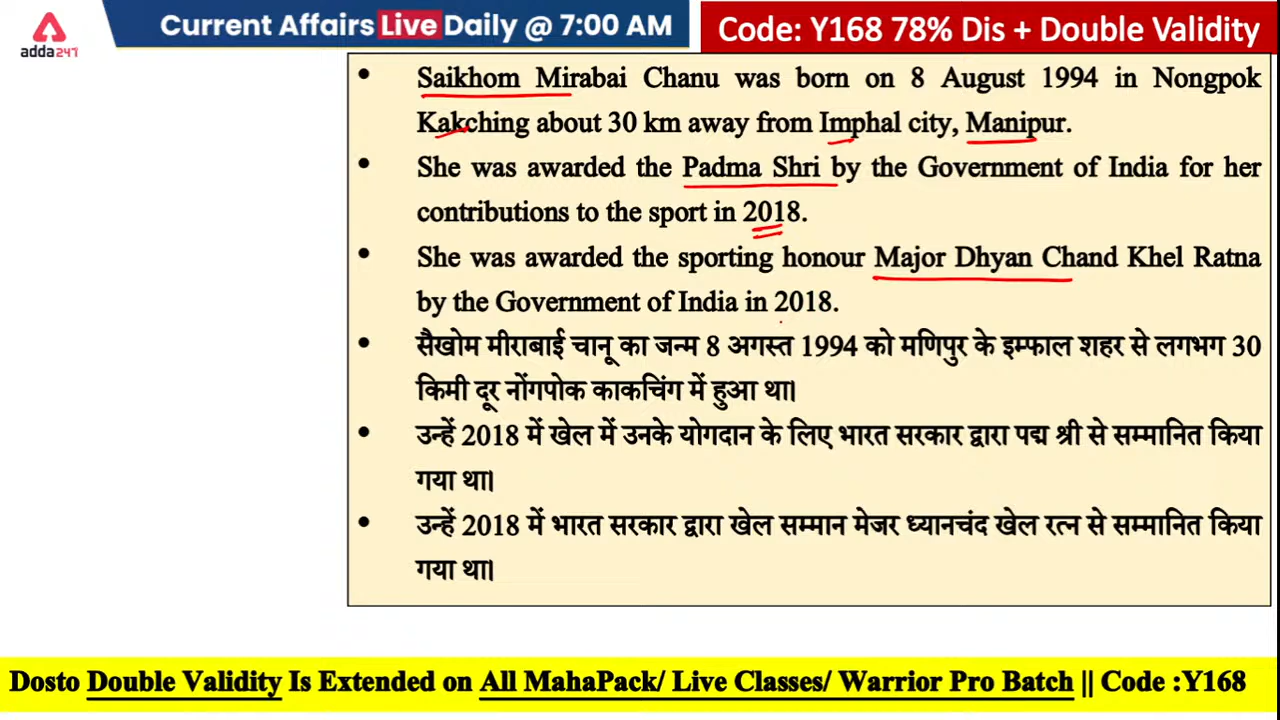 Current Affairs Live Daily @ 7:00 AM
Code: Y168 78% Dis + Double Validity
adda247
• Saikhom Mirabai Chanu was born on 8 August 1994 in Nongpok
Kakching about 30 km away from Imphal city, Manipur.
• She was awarded the Padma Shri by the Government of India for her
contributions to the sport in 2018.
• She was awarded the sporting honour Major Dhyan Chand Khel Ratna
by the Government of India in 2018.
• सैखोम मीराबाई चानू का जन्म 8 अगस्त 1994 को मणिपुर के इम्फाल शहर से लगभग 30
किमी दूर नोंगपोक काकचिंग में हुआ था।
• उन्हें 2018 में खेल में उनके योगदान के लिए भारत सरकार द्वारा पद्म श्री से सम्मानित किया
गया था।
• उन्हें 2018 में भारत सरकार द्वारा खेल सम्मान मेजर ध्यानचंद खेल रत्न से सम्मानित किया
गया था।
Dosto Double Validity Is Extended on All MahaPack/ Live Classes/ Warrior Pro Batch || Code :Y168